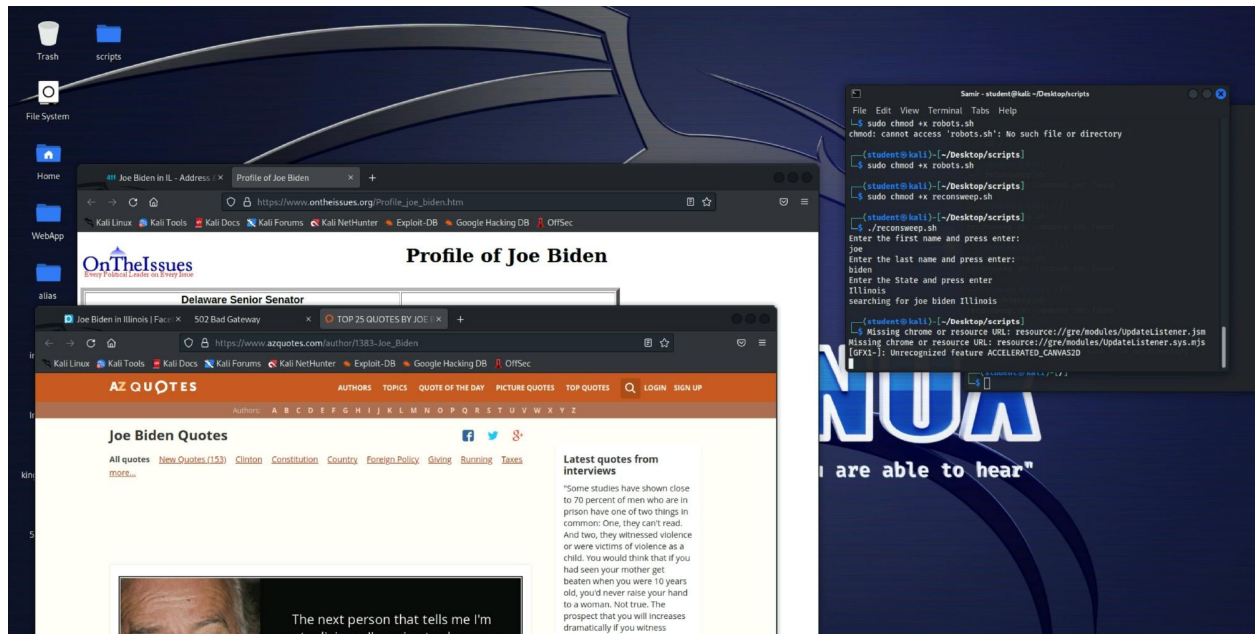 Trash
scripts
File System
Home
WebApp
alias
Samir - student@kali: ~/Desktop/scripts
File Edit View Terminal Tabs Help
└─$ sudo chmod +x robots.sh
chmod: cannot access 'robots.sh': No such file or directory
┌──(student㉿kali)-[~/Desktop/scripts]
└─$ sudo chmod +x robots.sh
┌──(student㉿kali)-[~/Desktop/scripts]
└─$ sudo chmod +x reconsweep.sh
┌──(student㉿kali)-[~/Desktop/scripts]
└─$ ./reconsweep.sh
Enter the first name and press enter:
joe
Enter the last name and press enter:
biden
Enter the State and press enter
Illinois
searching for joe biden Illinois
┌──(student㉿kali)-[~/Desktop/scripts]
└─$ Missing chrome or resource URL: resource://gre/modules/UpdateListener.jsm
Missing chrome or resource URL: resource://gre/modules/UpdateListener.sys.mjs
[GFX1-]: Unrecognized feature ACCELERATED_CANVAS2D
└─$
are able to hear"
411 Joe Biden in IL - Address &
Profile of Joe Biden
https://www.ontheissues.org/Profile_joe_biden.htm
Kali Linux Kali Tools Kali Docs Kali Forums Kali NetHunter Exploit-DB Google Hacking DB OffSec
OnTheIssues
Every Political Leader on Every Issue
Profile of Joe Biden
Delaware Senior Senator
Joe Biden in Illinois | Face
502 Bad Gateway
TOP 25 QUOTES BY JOE
https://www.azquotes.com/author/1383-Joe_Biden
Kali Linux Kali Tools Kali Docs Kali Forums Kali NetHunter Exploit-DB Google Hacking DB OffSec
AZ QUOTES
AUTHORS TOPICS QUOTE OF THE DAY PICTURE QUOTES TOP QUOTES LOGIN SIGN UP
Authors: A B C D E F G H I J K L M N O P Q R S T U V W X Y Z
Joe Biden Quotes
All quotes New Quotes (153) Clinton Constitution Country Foreign Policy Giving Running Taxes
more...
The next person that tells me I'm
Latest quotes from
interviews
"Some studies have shown close
to 70 percent of men who are in
prison have one of two things in
common: One, they can't read.
And two, they witnessed violence
or were victims of violence as a
child. You would think that if you
had seen your mother get
beaten when you were 10 years
old, you'd never raise your hand
to a woman. Not true. The
prospect that you will increases
dramatically if you witness